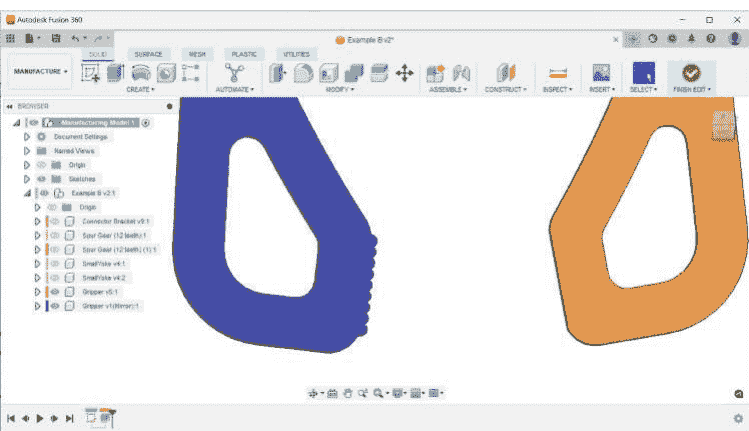 Autodesk Fusion 360
Example B v2*
MANUFACTURE
SOLID SURFACE MESH PLASTIC UTILITIES
CREATE AUTOMATE MODIFY ASSEMBLE CONSTRUCT INSPECT INSERT SELECT FINISH EDIT
BROWSER
Manufacturing Model 1
Document Settings
Named Views
Origin
Sketches
Example B v2:1
Origin
Connector Bracket v9:1
Spur Gear (12 teeth):1
Spur Gear (12 teeth) (1):1
SmallYoke v4:1
SmallYoke v4:2
Gripper v5:1
Gripper v1(Mirror):1